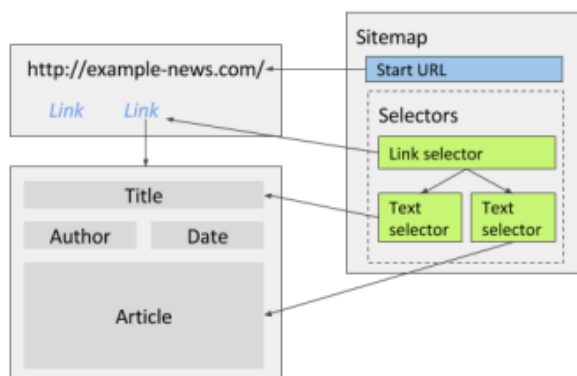 http://example-news.com/
Link Link
Title
Author Date
Article
Sitemap
Start URL
Selectors
Link selector
Text selector
Text selector